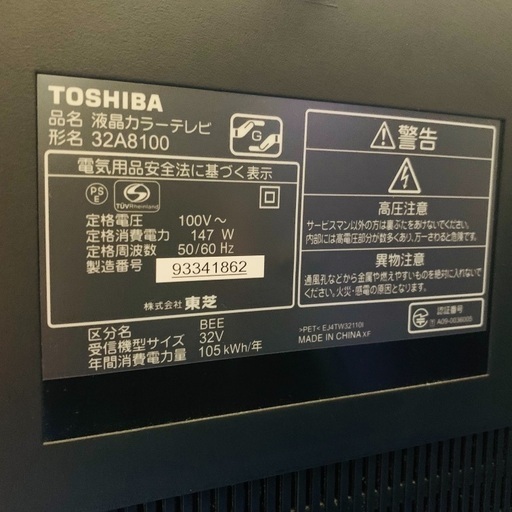 TOSHIBA
品名 液晶カラーテレビ
形名 32A8100
G
電気用品安全法に基づく表示
PS
E
TÜVRheinland
定格電圧 100V～
定格消費電力 147 W
定格周波数 50/60 Hz
製造番号 93341862
株式会社 東芝
区分名 BEE
受信機型サイズ 32V
年間消費電力量 105 kWh/年
警告
高圧注意
サービスマン以外の方は裏ぶたをあけないでください。
内部には高電圧部分が数多くあり、万一さわると危険です。
異物注意
通風孔などから金属や燃えやすいものを絶対に入れないで
ください。火災・感電の原因となります。
認証番号
>PET< EJ4TW32110I
MADE IN CHINA XF